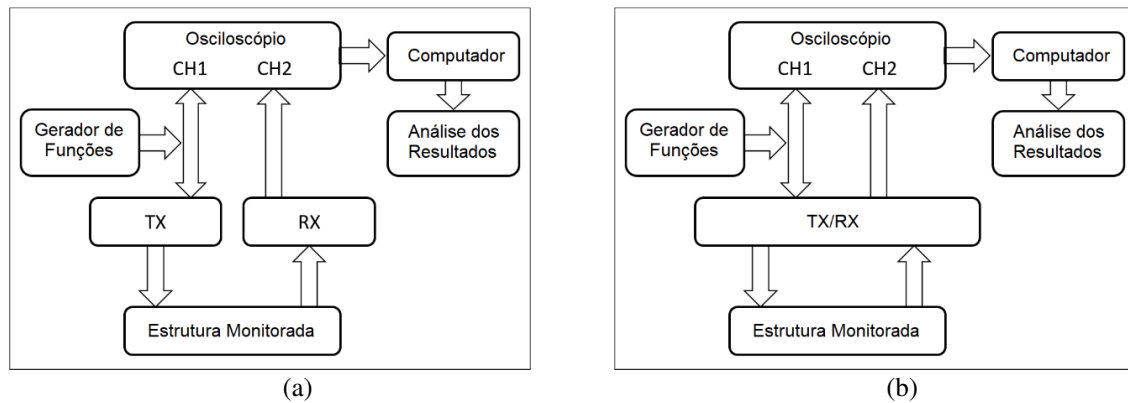 Osciloscópio
CH1 CH2
Computador
Gerador de
Funções
Análise dos
Resultados
TX
RX
Estrutura Monitorada
(a)
Osciloscópio
CH1 CH2
Computador
Gerador de
Funções
Análise dos
Resultados
TX/RX
Estrutura Monitorada
(b)